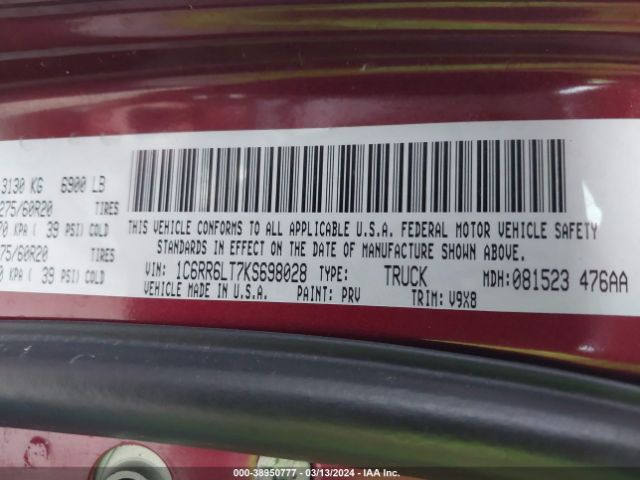 3130 KG 6900 LB
275/60R20 TIRES
KPA ( 39 PSI) COLD
75/60R20 TIRES
KPA ( 39 PSI) COLD
THIS VEHICLE CONFORMS TO ALL APPLICABLE U.S.A. FEDERAL MOTOR VEHICLE SAFETY
STANDARDS IN EFFECT ON THE DATE OF MANUFACTURE SHOWN ABOVE.
VIN: 1C6RR6LT7KS698028 TYPE: TRUCK MDH: 081523 476AA
VEHICLE MADE IN U.S.A. PAINT: PRV TRIM: V9X8
000-38950777 - 03/13/2024 - IAA Inc.